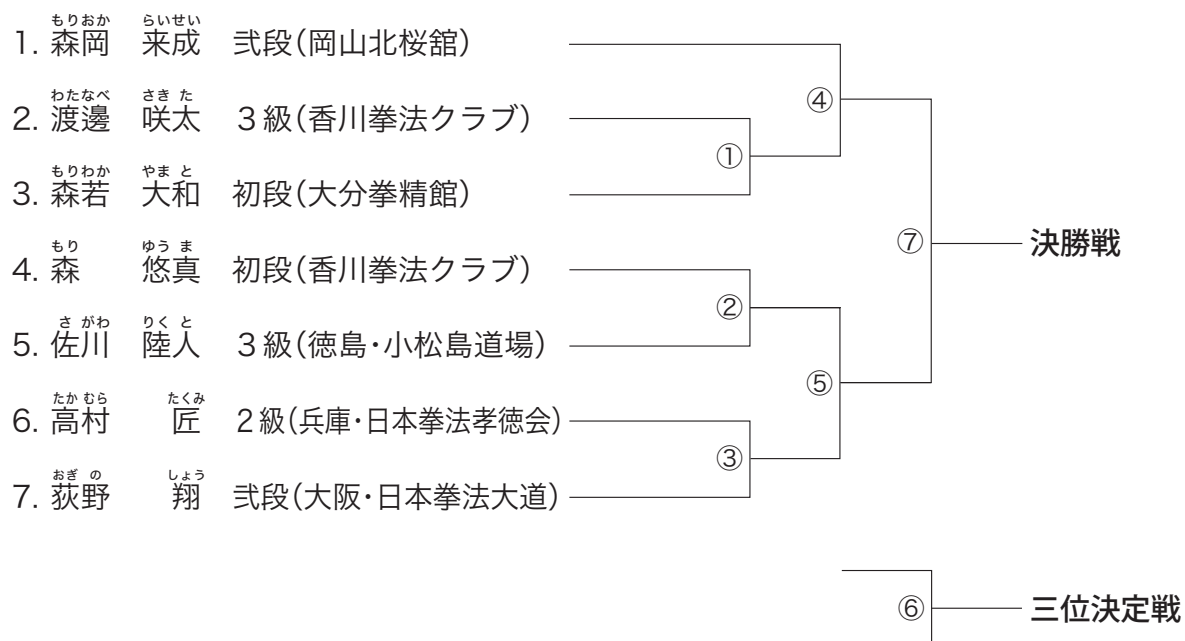 もりおか らいせい
1. 森岡 来成 弐段(岡山北桜舘)
④
わたなべ さきた
2. 渡邊 咲太 3級(香川拳法クラブ)
①
もりわか やまと
3. 森若 大和 初段(大分拳精館)
⑦ 決勝戦
もり ゆうま
4. 森 悠真 初段(香川拳法クラブ)
②
さがわ りくと
5. 佐川 陸人 3級(徳島・小松島道場)
⑤
たかむら たくみ
6. 高村 匠 2級(兵庫・日本拳法孝徳会)
③
おぎの しょう
7. 荻野 翔 弐段(大阪・日本拳法大道)
⑥ 三位決定戦